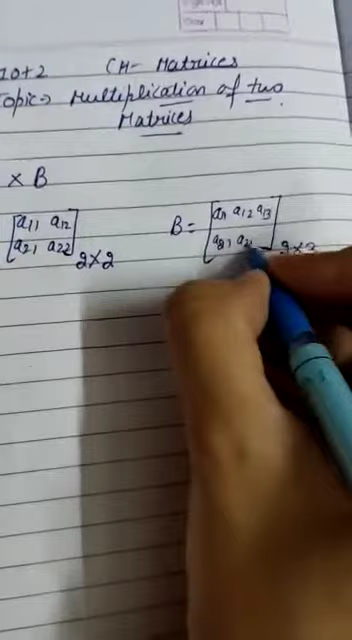 10+2 CH- Matrices
Topic→ Multiplication of two
Matrices
× B
[a11 a12 B= [a11 a12 a13
a21 a22] 2×2 a21 a2